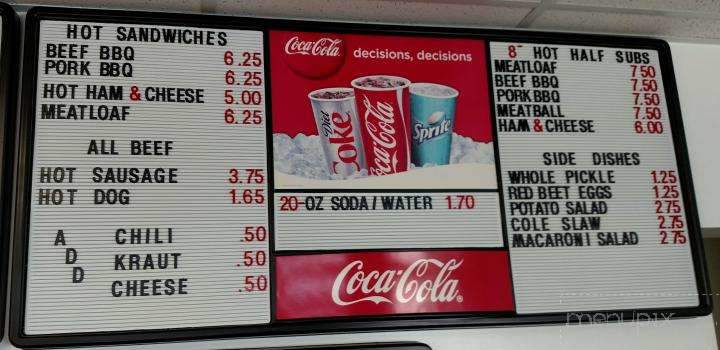 HOT SANDWICHES
BEEF BBQ 6.25
PORK BBQ 6.25
HOT HAM & CHEESE 5.00
MEATLOAF 6.25
ALL BEEF
HOT SAUSAGE 3.75
HOT DOG 1.65
ADD
CHILI .50
KRAUT .50
CHEESE .50
Coca-Cola decisions, decisions
Diet Coke
Coca-Cola
Sprite
20-OZ SODA / WATER 1.70
Coca-Cola®
8" HOT HALF SUBS
MEATLOAF 7.50
BEEF BBQ 7.50
PORK BBQ 7.50
MEATBALL 7.50
HAM & CHEESE 6.00
SIDE DISHES
WHOLE PICKLE 1.25
RED BEET EGGS 1.25
POTATO SALAD 2.75
COLE SLAW 2.75
MACARONI SALAD 2.75
menupix